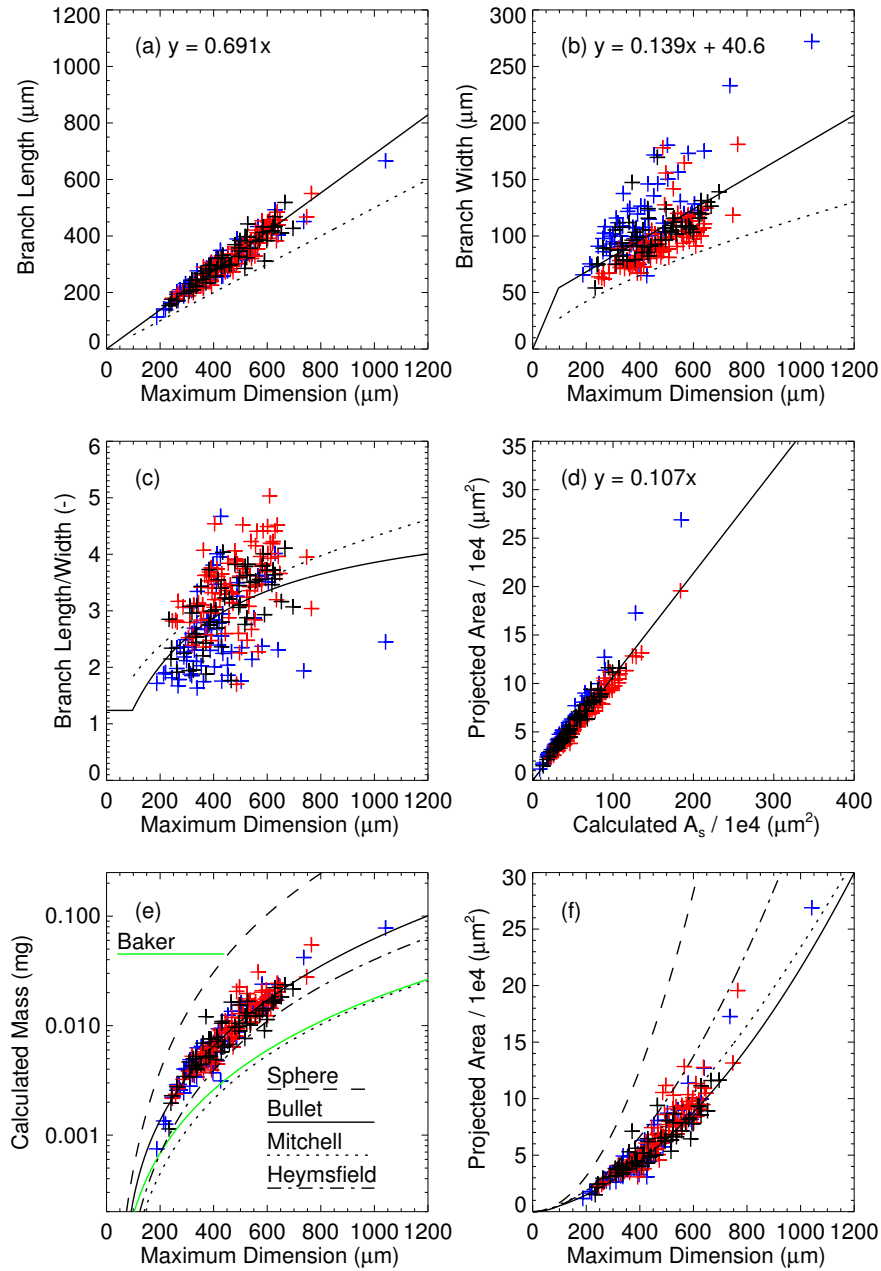 (a) y = 0.691x
Branch Length (μm)
1200
1000
800
600
400
200
0
0 200 400 600 800 1000 1200
Maximum Dimension (μm)
(b) y = 0.139x + 40.6
Branch Width (μm)
300
250
200
150
100
50
0
0 200 400 600 800 1000 1200
Maximum Dimension (μm)
(c)
Branch Length/Width (-)
6
5
4
3
2
1
0
0 200 400 600 800 1000 1200
Maximum Dimension (μm)
(d) y = 0.107x
Projected Area / 1e4 (μm²)
35
30
25
20
15
10
5
0
0 100 200 300 400
Calculated Aₛ / 1e4 (μm²)
(e)
Baker
Calculated Mass (mg)
0.100
0.010
0.001
Sphere
Bullet
Mitchell
Heymsfield
0 200 400 600 800 1000 1200
Maximum Dimension (μm)
(f)
Projected Area / 1e4 (μm²)
30
25
20
15
10
5
0
0 200 400 600 800 1000 1200
Maximum Dimension (μm)